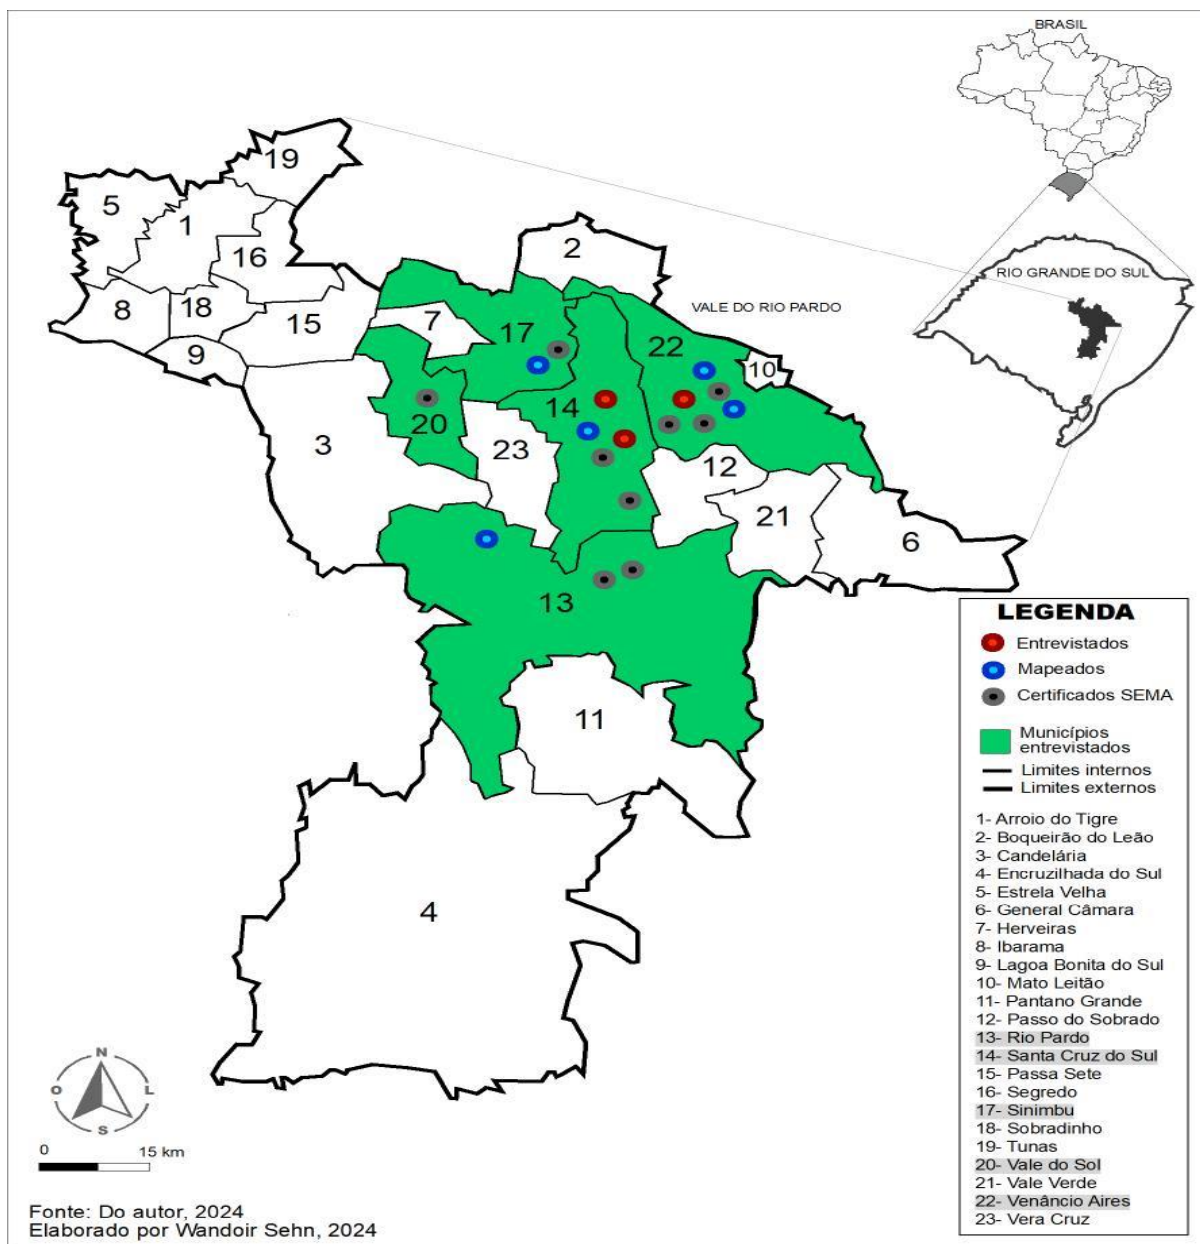 BRASIL
RIO GRANDE DO SUL
VALE DO RIO PARDO
19
5
1
16
2
8
18
15
7
17
22
10
9
3
20
14
23
12
21
6
13
11
4
LEGENDA
Entrevistados
Mapeados
Certificados SEMA
Municípios
entrevistados
Limites internos
Limites externos
1- Arroio do Tigre
2- Boqueirão do Leão
3- Candelária
4- Encruzilhada do Sul
5- Estrela Velha
6- General Câmara
7- Herveiras
8- Ibarama
9- Lagoa Bonita do Sul
10- Mato Leitão
11- Pantano Grande
12- Passo do Sobrado
13- Rio Pardo
14- Santa Cruz do Sul
15- Passa Sete
16- Segredo
17- Sinimbu
18- Sobradinho
19- Tunas
20- Vale do Sol
21- Vale Verde
22- Venâncio Aires
23- Vera Cruz
N
O
L
S
0 15 km
Fonte: Do autor, 2024
Elaborado por Wandoir Sehn, 2024